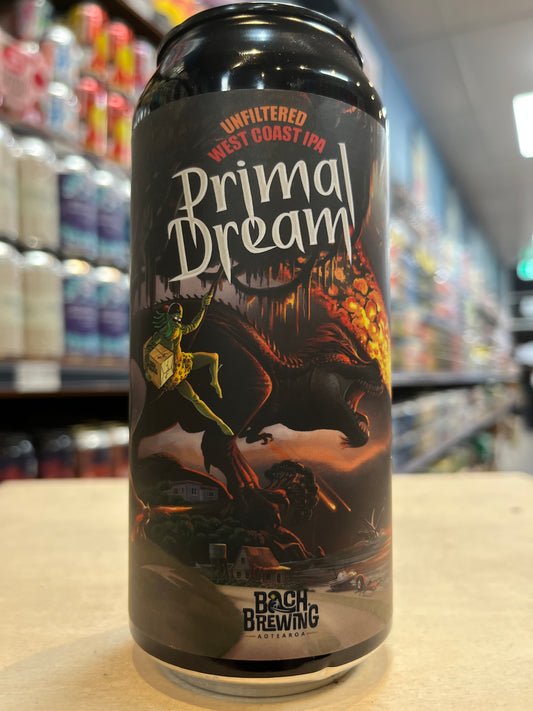 UNFILTERED
WEST COAST IPA
Primal
Dream
BACH
BREWING
AOTEAROA